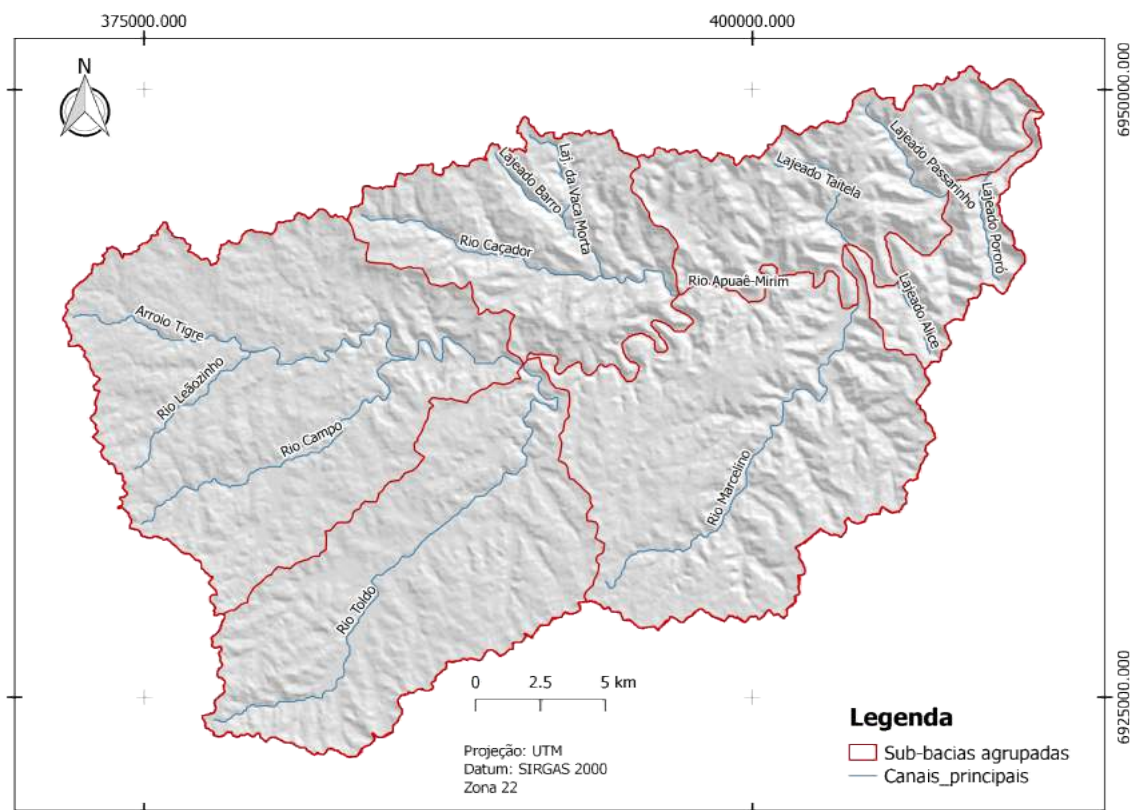 375000.000
400000.000
6950000.000
N
Lajeado Passarinho
Laj. da Vaca Morta
Lajeado Barro
Lajeado Taitela
Lajeado Pororó
Rio Caçador
Rio Apuaê-Mirim
Lajeado Alice
Arroio Tigre
Rio Leãozinho
Rio Campo
Rio Marcelino
Rio Toldo
0 2.5 5 km
6925000.000
Legenda
Sub-bacias agrupadas
Canais_principais
Projeção: UTM
Datum: SIRGAS 2000
Zona 22